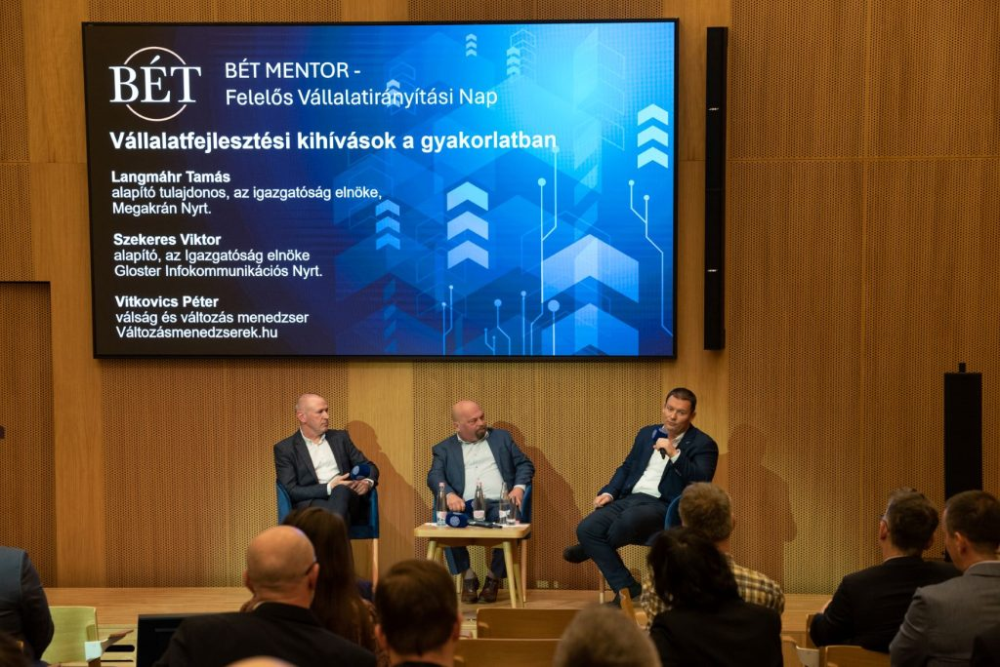 BÉT
BÉT MENTOR -
Felelős Vállalatirányítási Nap
Vállalatfejlesztési kihívások a gyakorlatban
Langmáhr Tamás
alapító tulajdonos, az igazgatóság elnöke,
Megakrán Nyrt.
Szekeres Viktor
alapító, az Igazgatóság elnöke
Gloster Infokommunikációs Nyrt.
Vitkovics Péter
válság és változás menedzser
Változásmenedzserek.hu